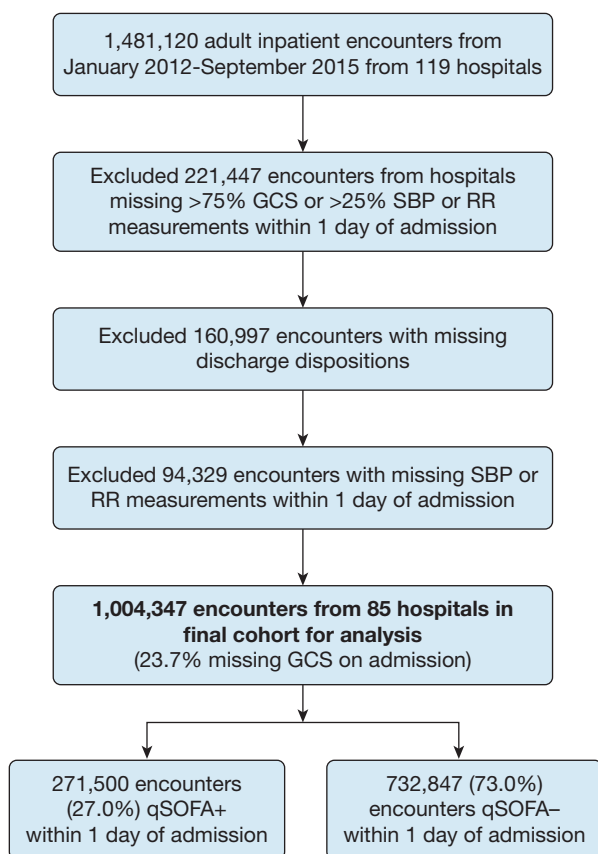 1,481,120 adult inpatient encounters from
January 2012-September 2015 from 119 hospitals
Excluded 221,447 encounters from hospitals
missing >75% GCS or >25% SBP or RR
measurements within 1 day of admission
Excluded 160,997 encounters with missing
discharge dispositions
Excluded 94,329 encounters with missing SBP or
RR measurements within 1 day of admission
1,004,347 encounters from 85 hospitals in
final cohort for analysis
(23.7% missing GCS on admission)
271,500 encounters
(27.0%) qSOFA+
within 1 day of admission
732,847 (73.0%)
encounters qSOFA–
within 1 day of admission